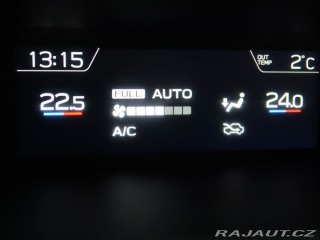 13:15
OUT TEMP 2°C
FULL AUTO
22.5
24.0
A/C
RAJAUT.CZ